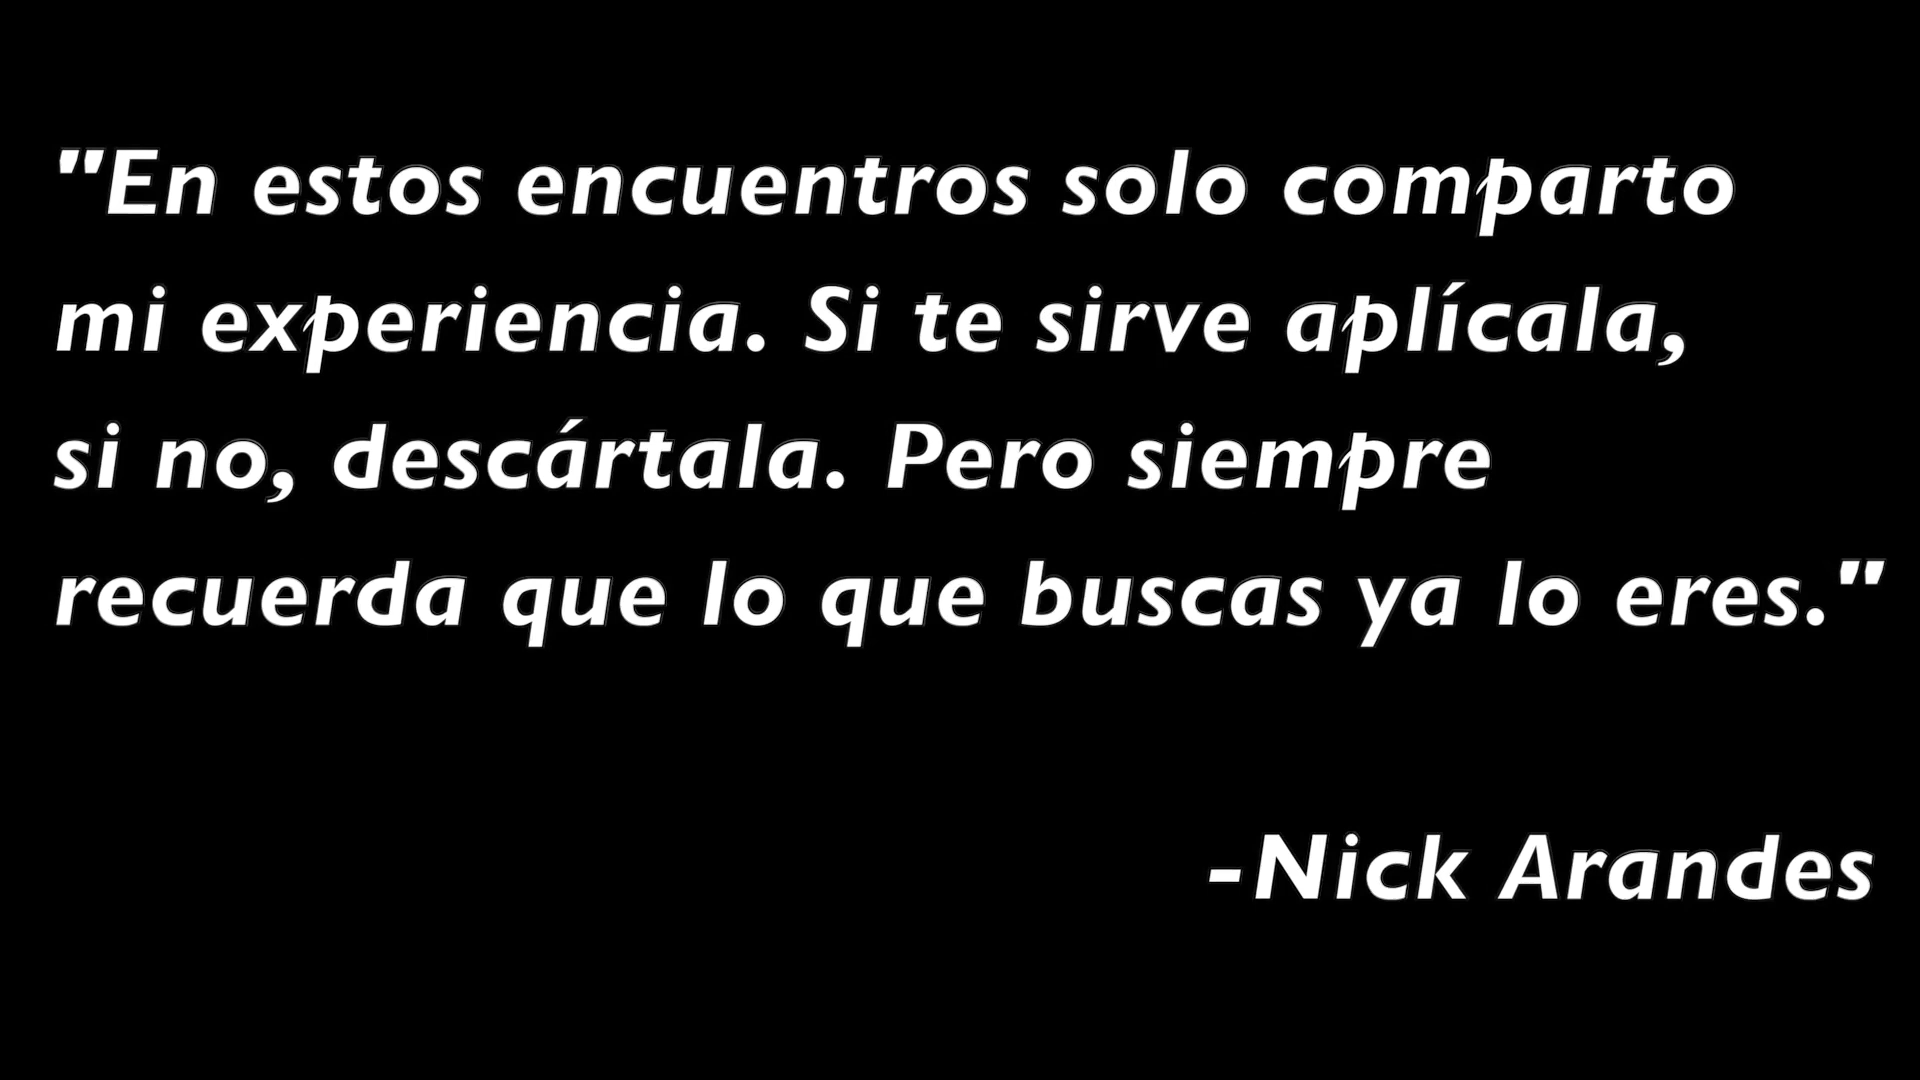 "En estos encuentros solo comparto
mi experiencia. Si te sirve aplícala,
si no, descártala. Pero siempre
recuerda que lo que buscas ya lo eres."
-Nick Arandes